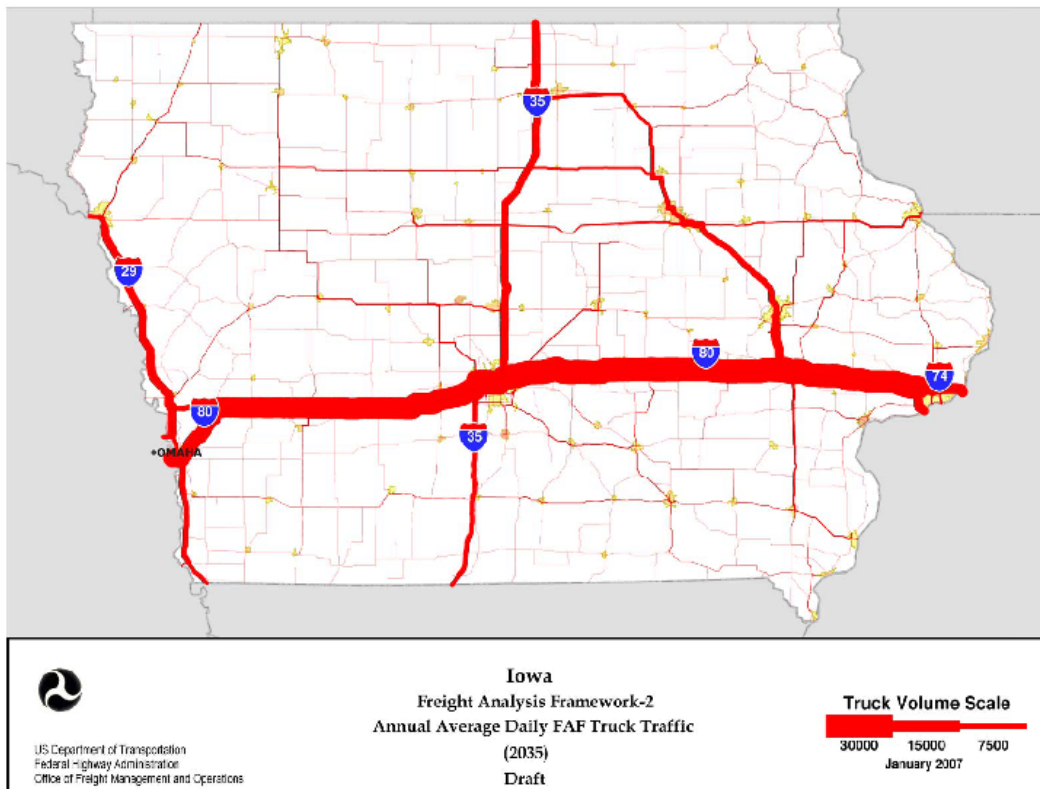 35
29
80
74
80
35
OMAHA
Iowa
Freight Analysis Framework-2
Annual Average Daily FAF Truck Traffic
(2035)
Draft
US Department of Transportation
Federal Highway Administration
Office of Freight Management and Operations
Truck Volume Scale
30000 15000 7500
January 2007